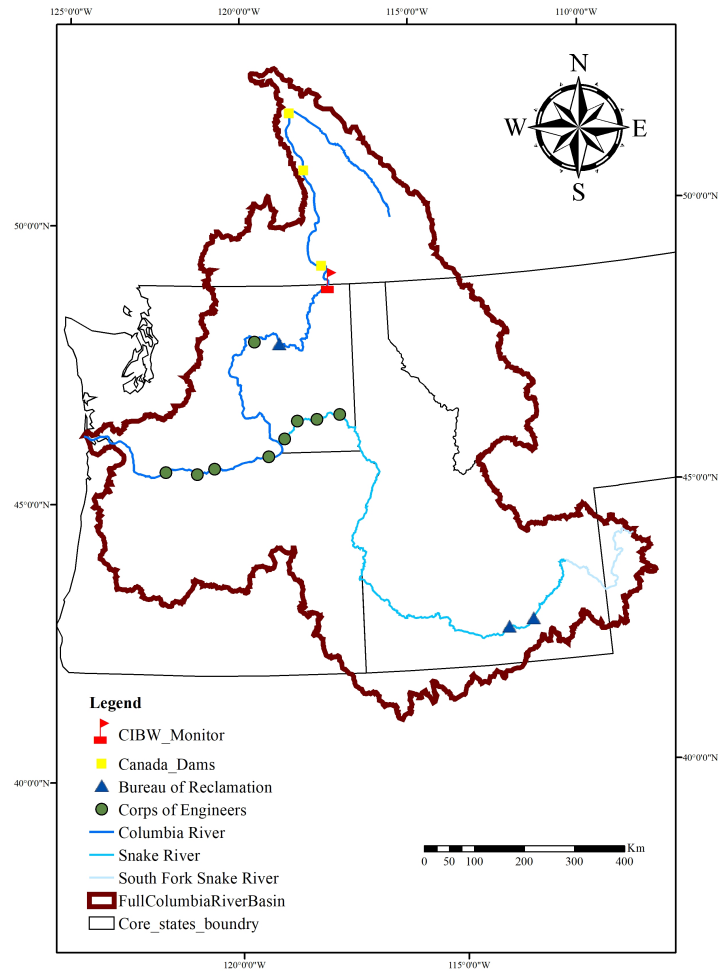 125°0'0"W 120°0'0"W 115°0'0"W 110°0'0"W
N
W E
S
50°0'0"N 50°0'0"N
45°0'0"N 45°0'0"N
40°0'0"N 40°0'0"N
Legend
CIBW_Monitor
Canada_Dams
Bureau of Reclamation
Corps of Engineers
Columbia River
Snake River
South Fork Snake River
FullColumbiaRiverBasin
Core_states_boundry
Km
0 50 100 200 300 400
120°0'0"W 115°0'0"W